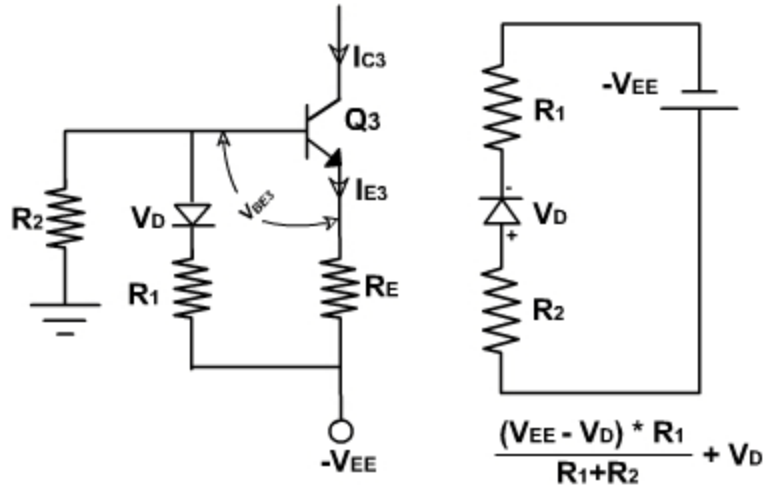 IC3
Q3
IE3
VBE3
R2
VD
R1
RE
-VEE
-VEE
R1
-
VD
+
R2
(VEE - VD) * R1
R1+R2
+ VD